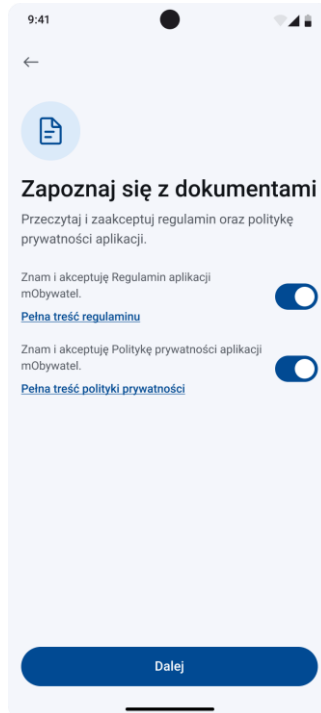 9:41
Zapoznaj się z dokumentami
Przeczytaj i zaakceptuj regulamin oraz politykę
prywatności aplikacji.
Znam i akceptuję Regulamin aplikacji
mObywatel.
Pełna treść regulaminu
Znam i akceptuję Politykę prywatności aplikacji
mObywatel.
Pełna treść polityki prywatności
Dalej